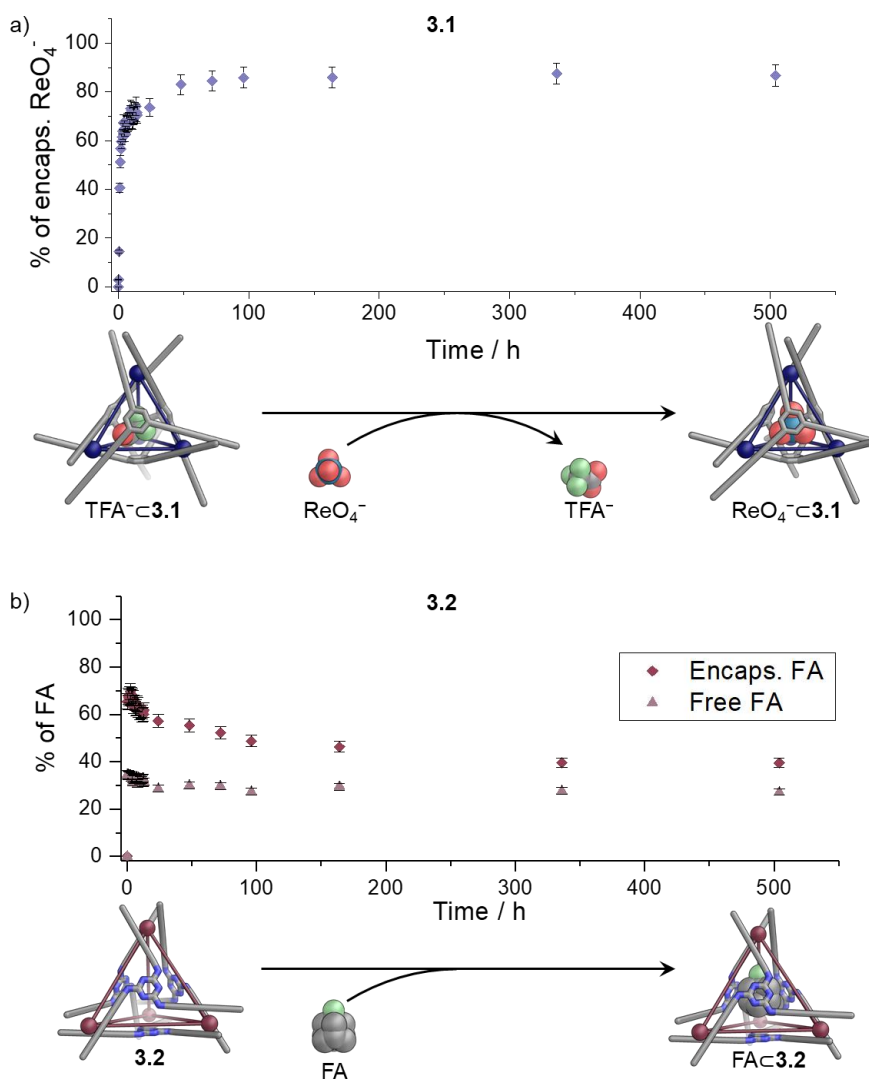 a)
3.1
% of encaps. ReO₄⁻
100
80
60
40
20
0
0 100 200 300 400 500
Time / h
TFA⁻⊂3.1
ReO₄⁻
TFA⁻
ReO₄⁻⊂3.1
b)
3.2
% of FA
100
80
60
40
20
0
Encaps. FA
Free FA
0 100 200 300 400 500
Time / h
3.2
FA
FA⊂3.2